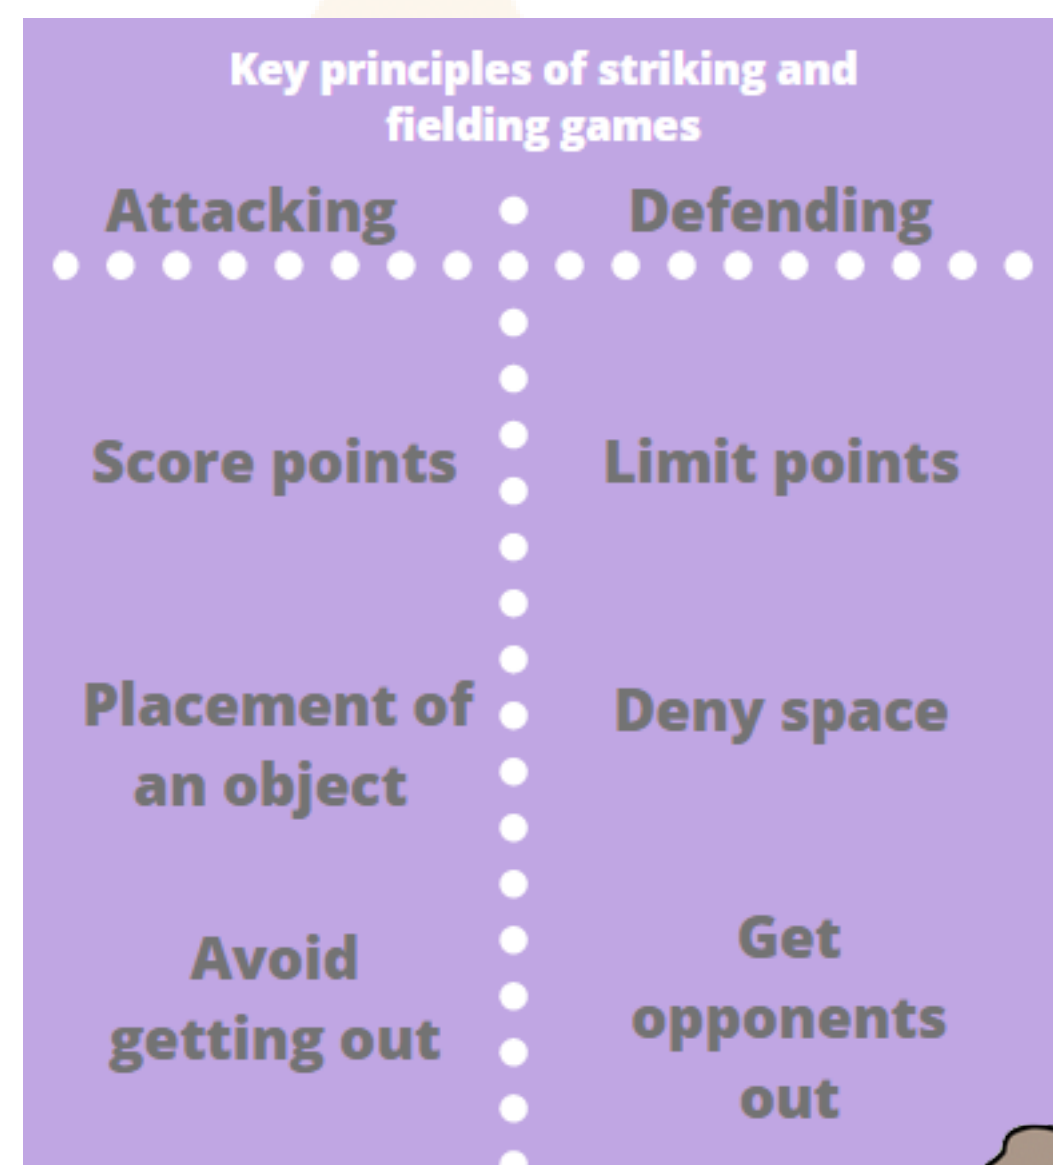 Key principles of striking and
fielding games
Attacking
Defending
Score points
Limit points
Placement of
an object
Deny space
Avoid
getting out
Get
opponents
out